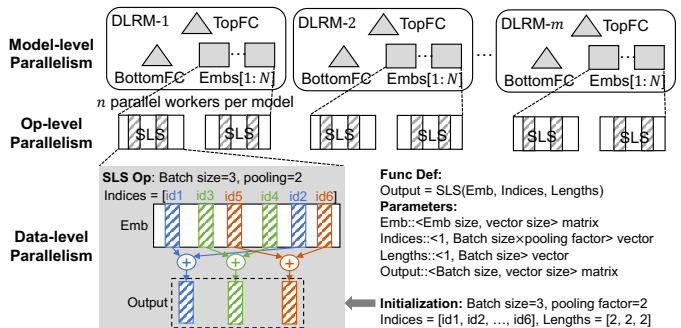 DLRM-1 TopFC
DLRM-2 TopFC
DLRM-m TopFC
Model-level
Parallelism
BottomFC Embs[1: N]
BottomFC Embs[1: N]
...
BottomFC Embs[1: N]
n parallel workers per model
Op-level
Parallelism
SLS SLS SLS SLS SLS SLS
SLS Op: Batch size=3, pooling=2
Indices = [id1 id3 id5 id4 id2 id6]
Emb
Data-level
Parallelism
+ + +
Output
Func Def:
Output = SLS(Emb, Indices, Lengths)
Parameters:
Emb::<Emb size, vector size> matrix
Indices::<1, Batch size×pooling factor> vector
Lengths::<1, Batch size> vector
Output::<Batch size, vector size> matrix
Initialization: Batch size=3, pooling factor=2
Indices = [id1, id2, …, id6], Lengths = [2, 2, 2]